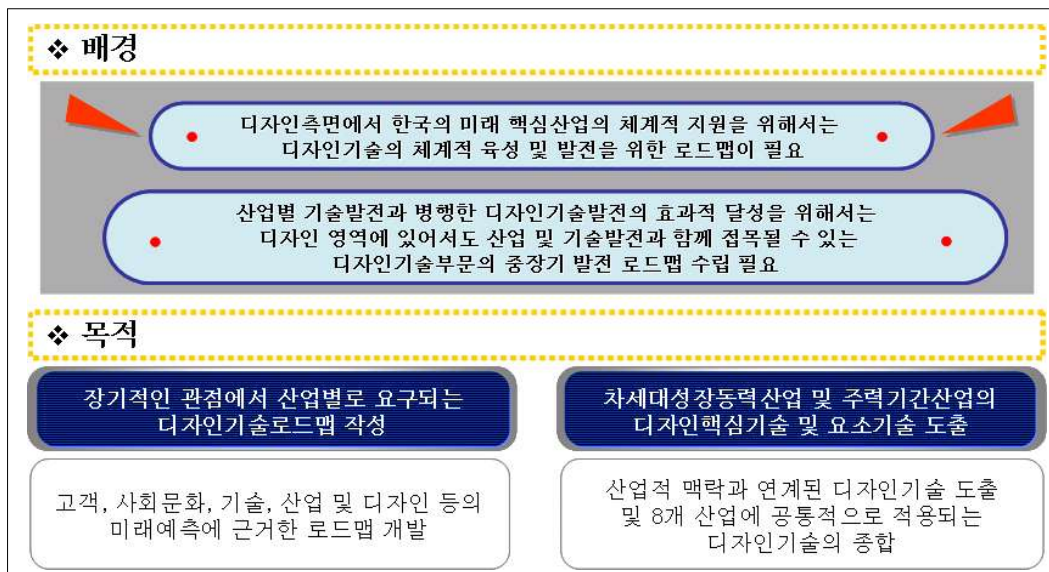 ❖ 배경
디자인측면에서 한국의 미래 핵심산업의 체계적 지원을 위해서는
디자인기술의 체계적 육성 및 발전을 위한 로드맵이 필요
산업별 기술발전과 병행한 디자인기술발전의 효과적 달성을 위해서는
디자인 영역에 있어서도 산업 및 기술발전과 함께 접목될 수 있는
디자인기술부문의 중장기 발전 로드맵 수립 필요
❖ 목적
장기적인 관점에서 산업별로 요구되는
디자인기술로드맵 작성
고객, 사회문화, 기술, 산업 및 디자인 등의
미래예측에 근거한 로드맵 개발
차세대성장동력산업 및 주력기간산업의
디자인핵심기술 및 요소기술 도출
산업적 맥락과 연계된 디자인기술 도출
및 8개 산업에 공통적으로 적용되는
디자인기술의 종합